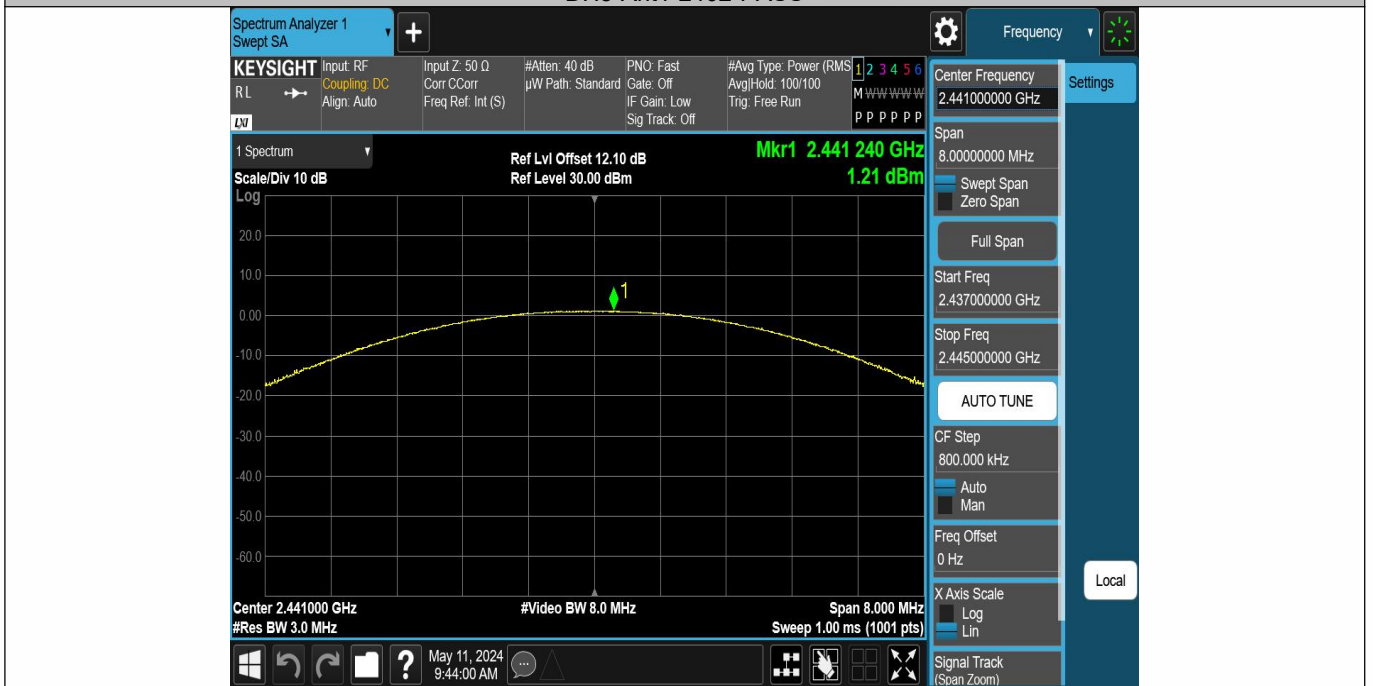 Spectrum Analyzer 1
Swept SA
Frequency
KEYSIGHT
R L
LXI
Input: RF
Coupling: DC
Align: Auto
Input Z: 50 Ω
Corr CCorr
Freq Ref: Int (S)
#Atten: 40 dB
µW Path: Standard
PNO: Fast
Gate: Off
IF Gain: Low
Sig Track: Off
#Avg Type: Power (RMS
Avg|Hold: 100/100
Trig: Free Run
1 2 3 4 5 6
M W W W W W
P P P P P P
1 Spectrum
Scale/Div 10 dB
Log
Ref Lvl Offset 12.10 dB
Ref Level 30.00 dBm
Mkr1 2.441 240 GHz
1.21 dBm
1
20.0
10.0
0.00
-10.0
-20.0
-30.0
-40.0
-50.0
-60.0
Center 2.441000 GHz
#Res BW 3.0 MHz
#Video BW 8.0 MHz
Span 8.000 MHz
Sweep 1.00 ms (1001 pts)
May 11, 2024
9:44:00 AM
Center Frequency
2.441000000 GHz
Span
8.00000000 MHz
Swept Span
Zero Span
Full Span
Start Freq
2.437000000 GHz
Stop Freq
2.445000000 GHz
AUTO TUNE
CF Step
800.000 kHz
Auto
Man
Freq Offset
0 Hz
X Axis Scale
Log
Lin
Signal Track
(Span Zoom)
Settings
Local